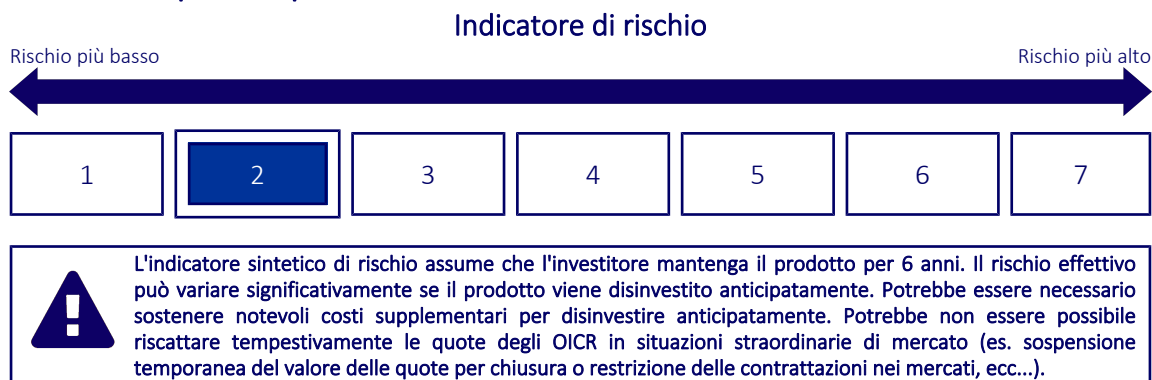 Indicatore di rischio
Rischio più basso
Rischio più alto
1
2
3
4
5
6
7
L'indicatore sintetico di rischio assume che l'investitore mantenga il prodotto per 6 anni. Il rischio effettivo
può variare significativamente se il prodotto viene disinvestito anticipatamente. Potrebbe essere necessario
sostenere notevoli costi supplementari per disinvestire anticipatamente. Potrebbe non essere possibile
riscattare tempestivamente le quote degli OICR in situazioni straordinarie di mercato (es. sospensione
temporanea del valore delle quote per chiusura o restrizione delle contrattazioni nei mercati, ecc...).